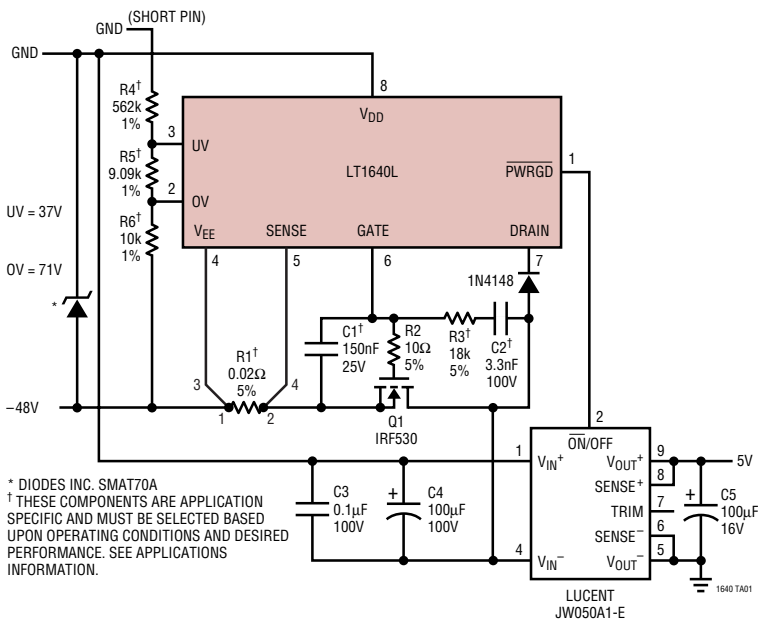 (SHORT PIN)
GND
GND
R4†
562k
1%
8
VDD
3
UV
R5†
9.09k
1%
LT1640L
PWRGD
1
2
OV
UV = 37V
R6†
10k
1%
VEE
SENSE
GATE
DRAIN
4
5
6
7
OV = 71V
1N4148
*
C1†
150nF
25V
R2
10Ω
5%
R3†
18k
5%
C2†
3.3nF
100V
R1†
0.02Ω
5%
3
4
–48V
1
2
Q1
IRF530
2
ON/OFF
1
VIN+
VOUT+
9
5V
SENSE+
8
TRIM
7
SENSE–
6
4
VIN–
VOUT–
5
C3
0.1µF
100V
+
C4
100µF
100V
+
C5
100µF
16V
* DIODES INC. SMAT70A
† THESE COMPONENTS ARE APPLICATION
SPECIFIC AND MUST BE SELECTED BASED
UPON OPERATING CONDITIONS AND DESIRED
PERFORMANCE. SEE APPLICATIONS
INFORMATION.
LUCENT
JW050A1-E
1640 TA01